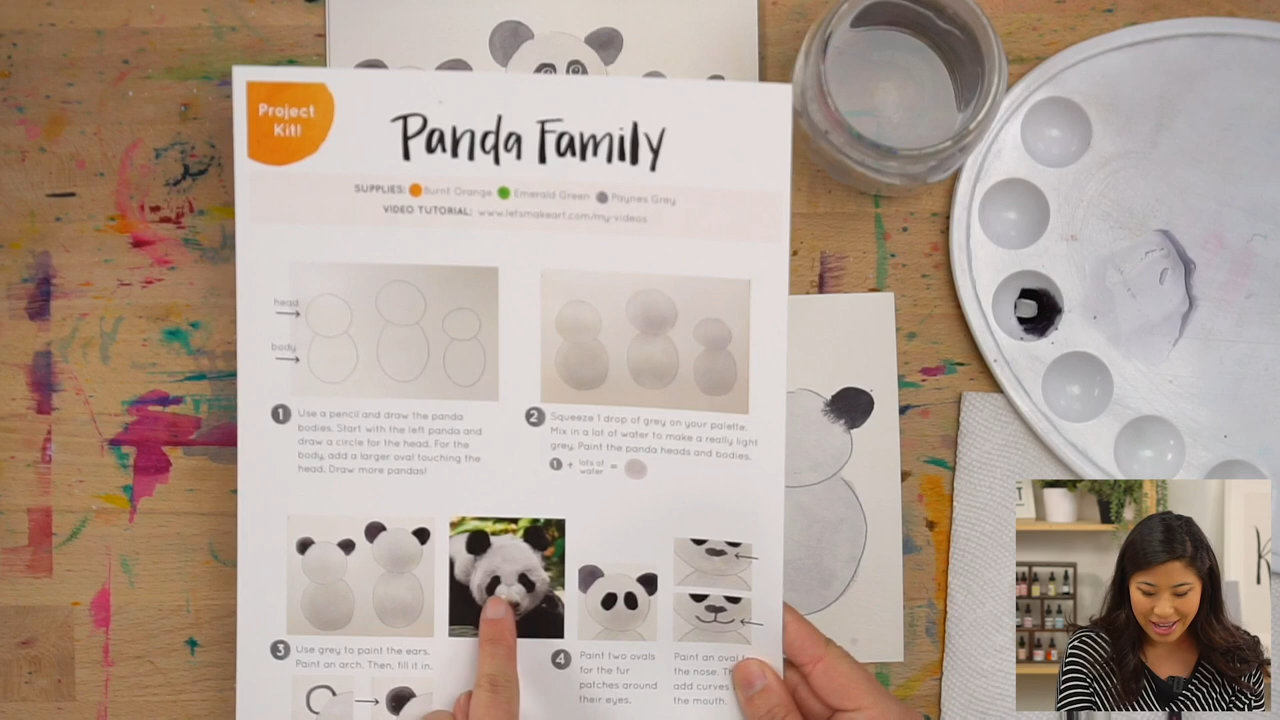 Project
Kit!
Panda Family
SUPPLIES: Burnt Orange Emerald Green Paynes Grey
VIDEO TUTORIAL: www.letsmakeart.com/my-videos
head
body
1 Use a pencil and draw the panda
bodies. Start with the left panda and
draw a circle for the head. For the
body, add a larger oval touching the
head. Draw more pandas!
2 Squeeze 1 drop of grey on your palette.
Mix in a lot of water to make a really light
grey. Paint the panda heads and bodies.
1 + lots of
water =
3 Use grey to paint the ears.
Paint an arch. Then, fill it in.
4 Paint two ovals
for the fur
patches around
their eyes.
Paint an oval
the nose.
add curves
the mouth.